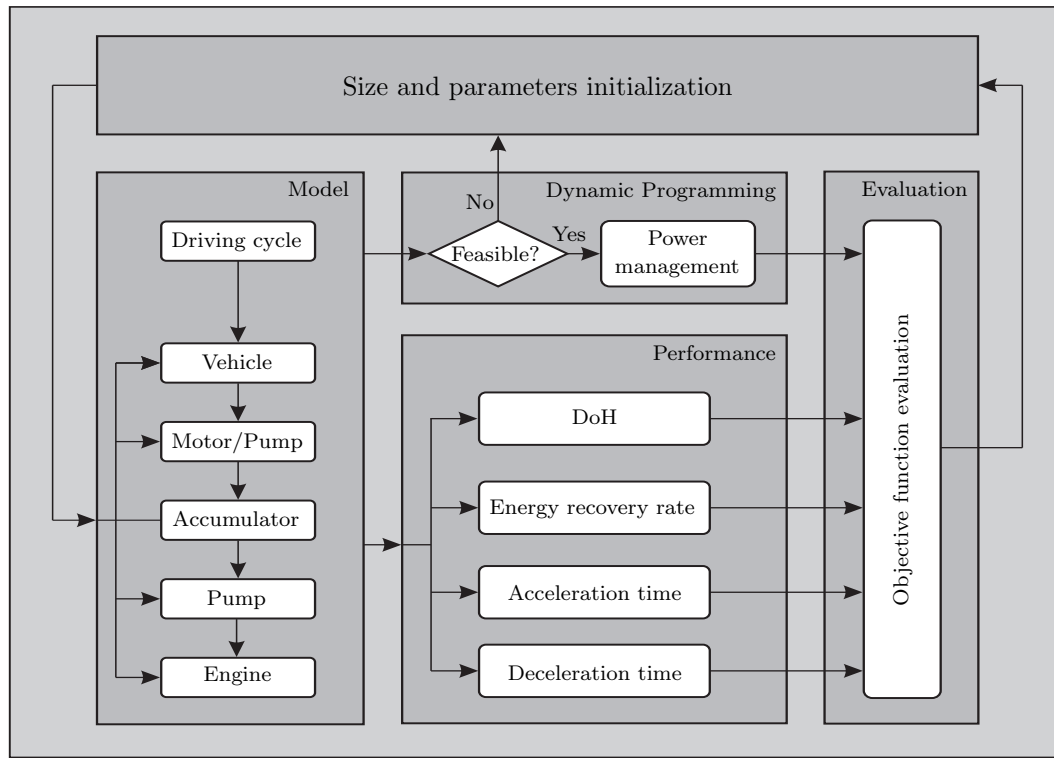 Size and parameters initialization
Model
Driving cycle
Vehicle
Motor/Pump
Accumulator
Pump
Engine
Dynamic Programming
No
Feasible?
Yes
Power
management
Performance
DoH
Energy recovery rate
Acceleration time
Deceleration time
Evaluation
Objective function evaluation